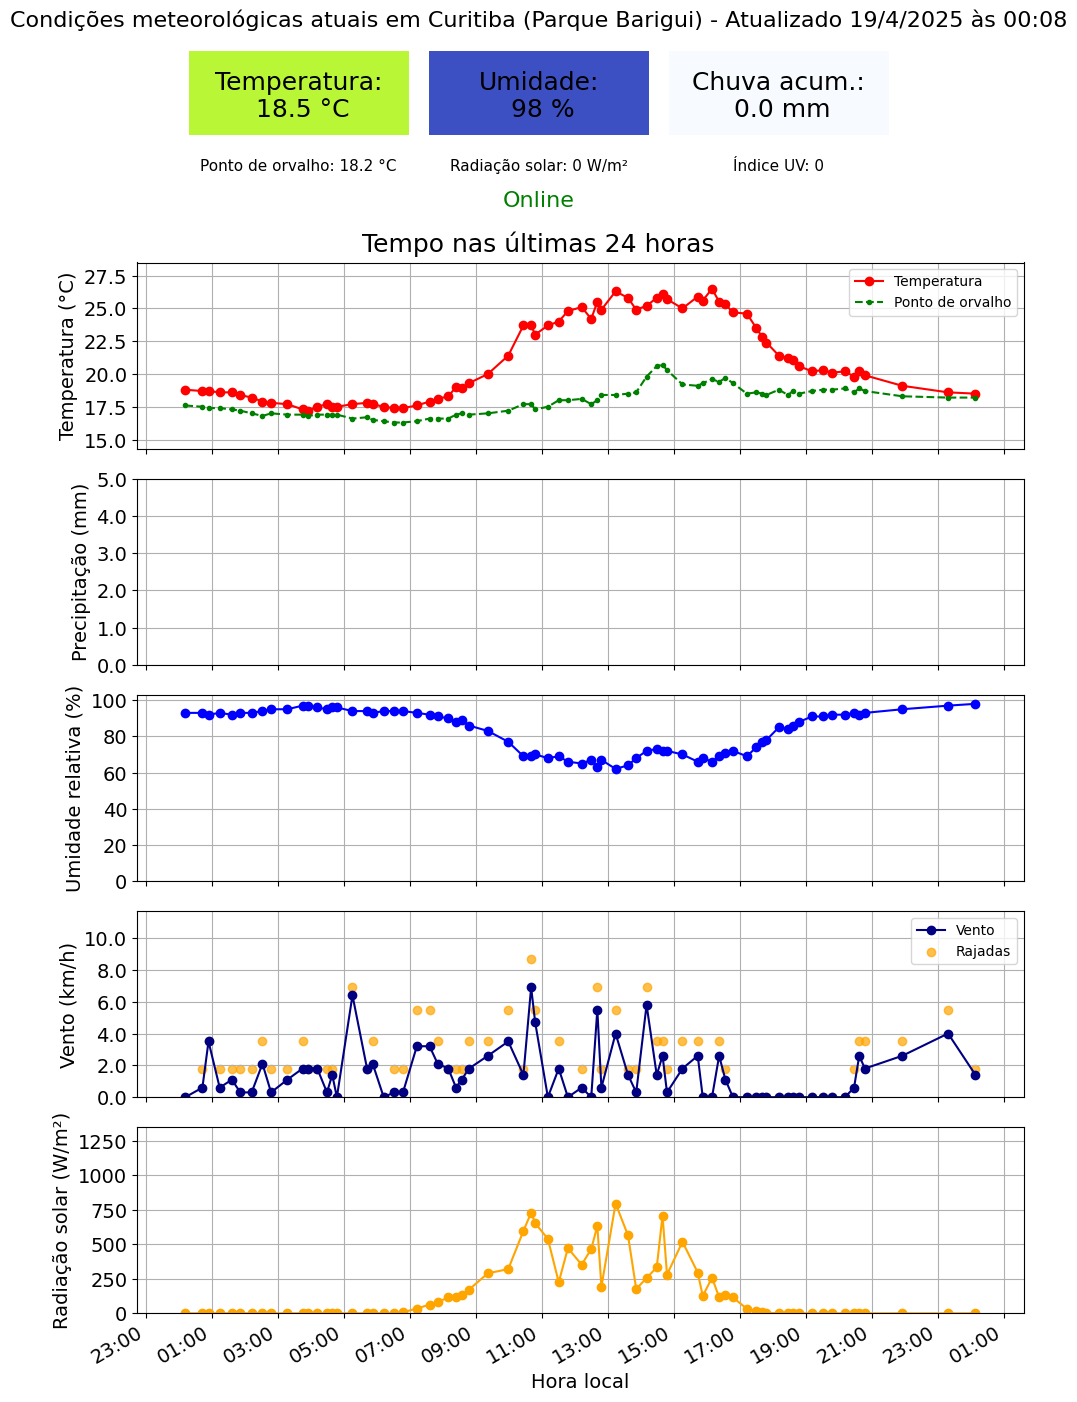 Condições meteorológicas atuais em Curitiba (Parque Barigui) - Atualizado 19/4/2025 às 00:08
Temperatura:
18.5 °C
Umidade:
98 %
Chuva acum.:
0.0 mm
Ponto de orvalho: 18.2 °C
Radiação solar: 0 W/m²
Índice UV: 0
Online
Tempo nas últimas 24 horas
Temperatura (°C)
27.5
25.0
22.5
20.0
17.5
15.0
Temperatura
Ponto de orvalho
Precipitação (mm)
5.0
4.0
3.0
2.0
1.0
0.0
Umidade relativa (%)
100
80
60
40
20
0
Vento (km/h)
10.0
8.0
6.0
4.0
2.0
0.0
Vento
Rajadas
Radiação solar (W/m²)
1250
1000
750
500
250
0
23:00
01:00
03:00
05:00
07:00
09:00
11:00
13:00
15:00
17:00
19:00
21:00
23:00
01:00
Hora local